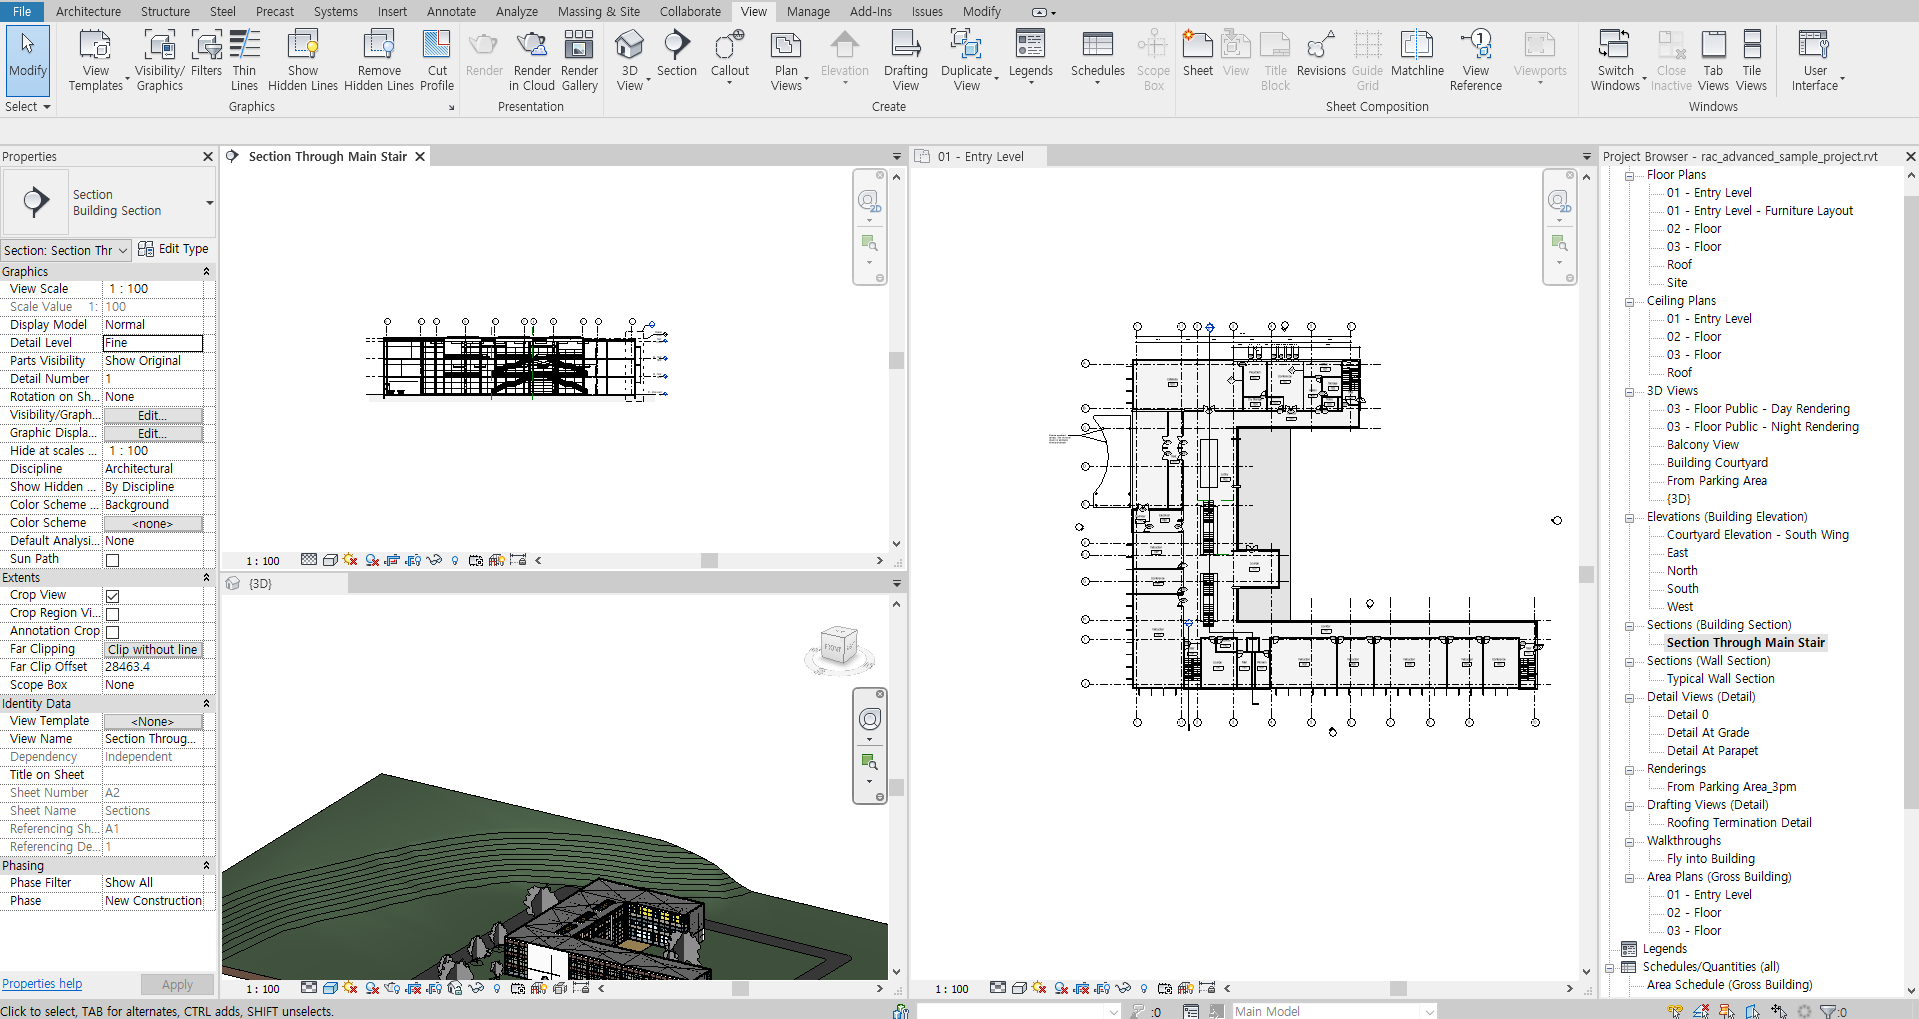 File Architecture Structure Steel Precast Systems Insert Annotate Analyze Massing & Site Collaborate View Manage Add-Ins Issues Modify
Modify
View Templates
Visibility/ Graphics
Filters
Thin Lines
Show Hidden Lines
Remove Hidden Lines
Cut Profile
Render
Render in Cloud
Render Gallery
3D View
Section
Callout
Plan Views
Elevation
Drafting View
Duplicate View
Legends
Schedules
Scope Box
Sheet
View
Title Block
Revisions
Guide Grid
Matchline
View Reference
Viewports
Switch Windows
Close Inactive
Tab Views
Tile Views
User Interface
Select Graphics Presentation Create Sheet Composition Windows
Properties
Section
Building Section
Section: Section Thr Edit Type
Graphics
View Scale 1 : 100
Scale Value 1: 100
Display Model Normal
Detail Level Fine
Parts Visibility Show Original
Detail Number 1
Rotation on Sh... None
Visibility/Graph... Edit...
Graphic Displa... Edit...
Hide at scales ... 1 : 100
Discipline Architectural
Show Hidden ... By Discipline
Color Scheme ... Background
Color Scheme <none>
Default Analysi... None
Sun Path
Extents
Crop View
Crop Region Vi...
Annotation Crop
Far Clipping Clip without line
Far Clip Offset 28463.4
Scope Box None
Identity Data
View Template <None>
View Name Section Throug...
Dependency Independent
Title on Sheet
Sheet Number A2
Sheet Name Sections
Referencing Sh... A1
Referencing De... 1
Phasing
Phase Filter Show All
Phase New Construction
Properties help Apply
Section Through Main Stair
2D
1 : 100
{3D}
FRONT
1 : 100
01 - Entry Level
2D
1 : 100
Project Browser - rac_advanced_sample_project.rvt
Floor Plans
01 - Entry Level
01 - Entry Level - Furniture Layout
02 - Floor
03 - Floor
Roof
Site
Ceiling Plans
01 - Entry Level
02 - Floor
03 - Floor
Roof
3D Views
03 - Floor Public - Day Rendering
03 - Floor Public - Night Rendering
Balcony View
Building Courtyard
From Parking Area
{3D}
Elevations (Building Elevation)
Courtyard Elevation - South Wing
East
North
South
West
Sections (Building Section)
Section Through Main Stair
Sections (Wall Section)
Typical Wall Section
Detail Views (Detail)
Detail 0
Detail At Grade
Detail At Parapet
Renderings
From Parking Area_3pm
Drafting Views (Detail)
Roofing Termination Detail
Walkthroughs
Fly into Building
Area Plans (Gross Building)
01 - Entry Level
02 - Floor
03 - Floor
Legends
Schedules/Quantities (all)
Area Schedule (Gross Building)
Click to select, TAB for alternates, CTRL adds, SHIFT unselects. :0 Main Model :0